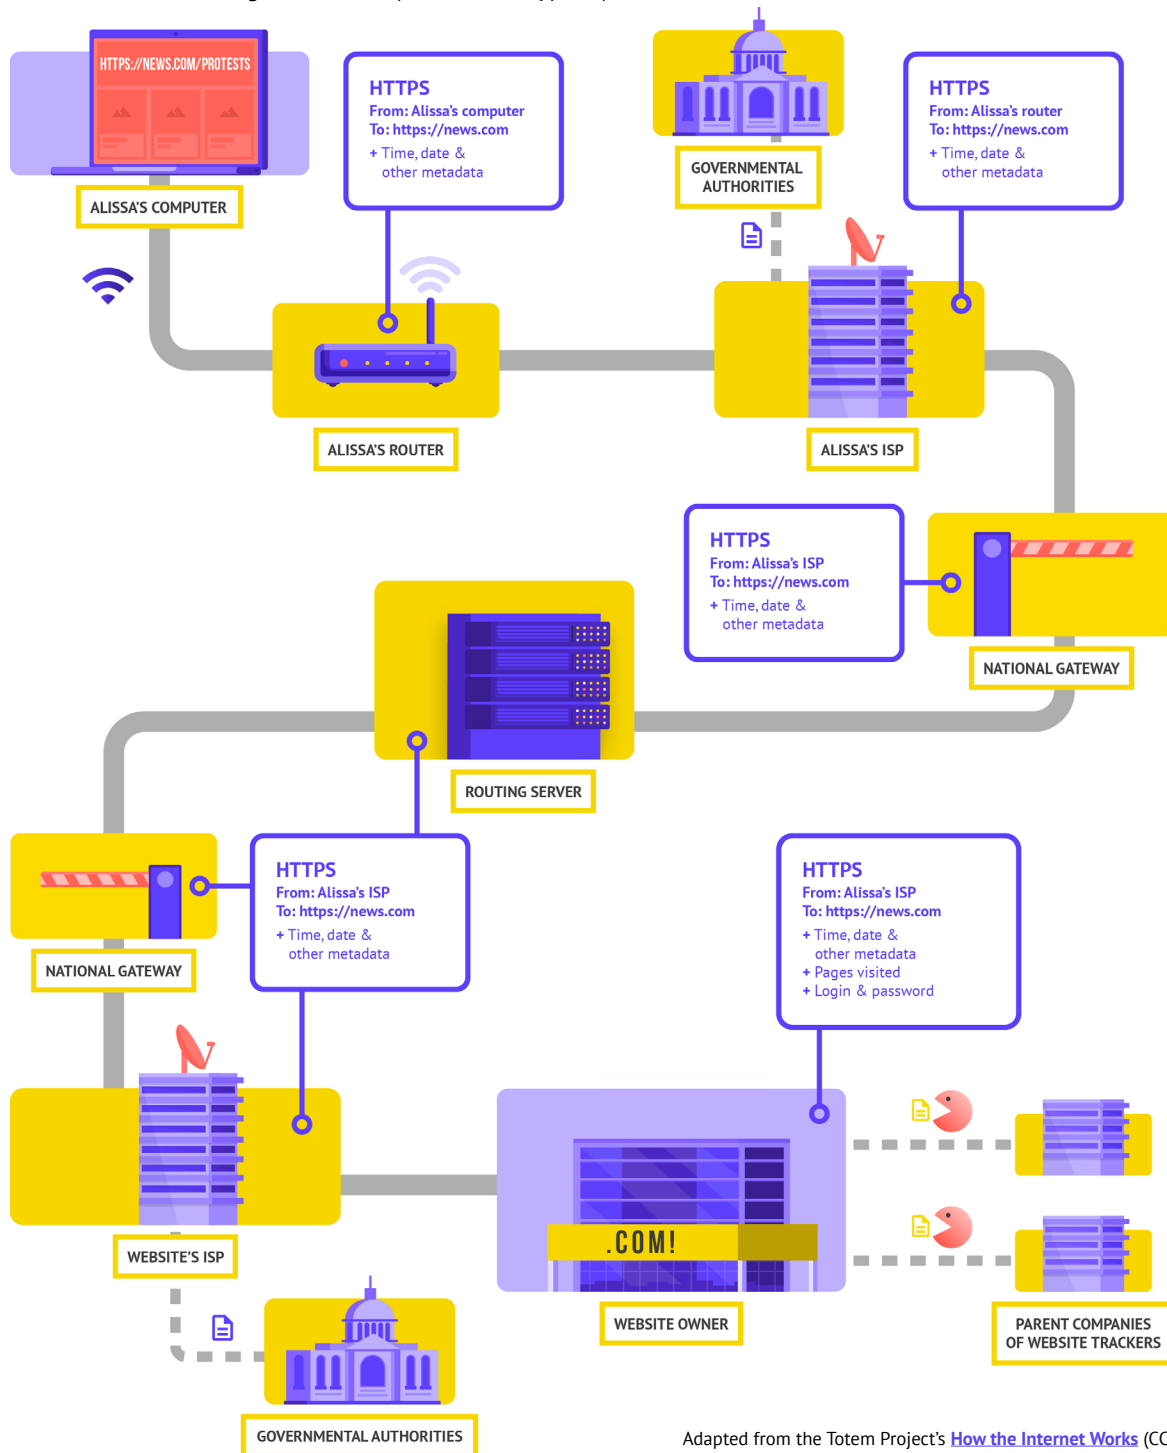 HTTPS://NEWS.COM/PROTESTS
ALISSA'S COMPUTER
HTTPS
From: Alissa's computer
To: https://news.com
+ Time, date &
other metadata
ALISSA'S ROUTER
GOVERNMENTAL
AUTHORITIES
HTTPS
From: Alissa's router
To: https://news.com
+ Time, date &
other metadata
ALISSA'S ISP
HTTPS
From: Alissa's ISP
To: https://news.com
+ Time, date &
other metadata
NATIONAL GATEWAY
ROUTING SERVER
NATIONAL GATEWAY
HTTPS
From: Alissa's ISP
To: https://news.com
+ Time, date &
other metadata
HTTPS
From: Alissa's ISP
To: https://news.com
+ Time, date &
other metadata
+ Pages visited
+ Login & password
WEBSITE'S ISP
.COM!
WEBSITE OWNER
PARENT COMPANIES
OF WEBSITE TRACKERS
GOVERNMENTAL AUTHORITIES
Adapted from the Totem Project's How the Internet Works (CC